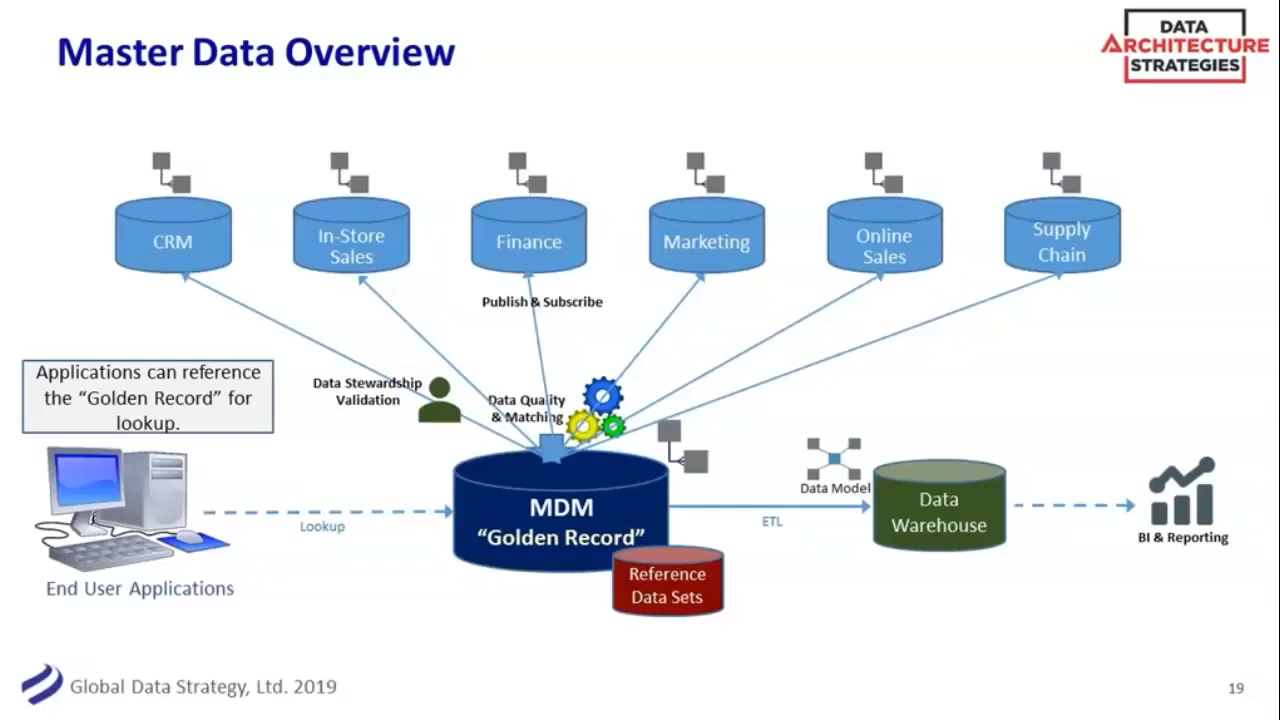 Master Data Overview
DATA
ARCHITECTURE
STRATEGIES
CRM
In-Store
Sales
Finance
Marketing
Online
Sales
Supply
Chain
Publish & Subscribe
Applications can reference
the “Golden Record” for
lookup.
Data Stewardship
Validation
Data Quality
& Matching
Lookup
End User Applications
MDM
“Golden Record”
Reference
Data Sets
ETL
Data Model
Data
Warehouse
BI & Reporting
Global Data Strategy, Ltd. 2019
19